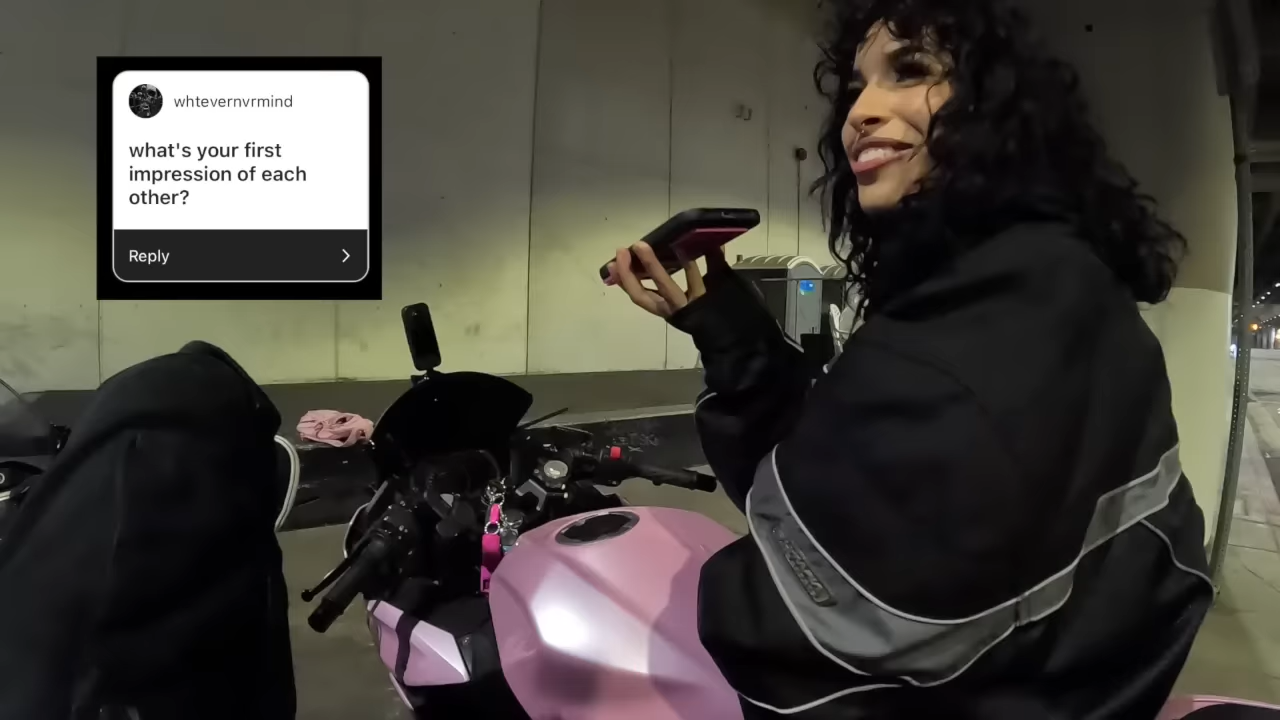 whtevernvrmind
what's your first
impression of each
other?
Reply